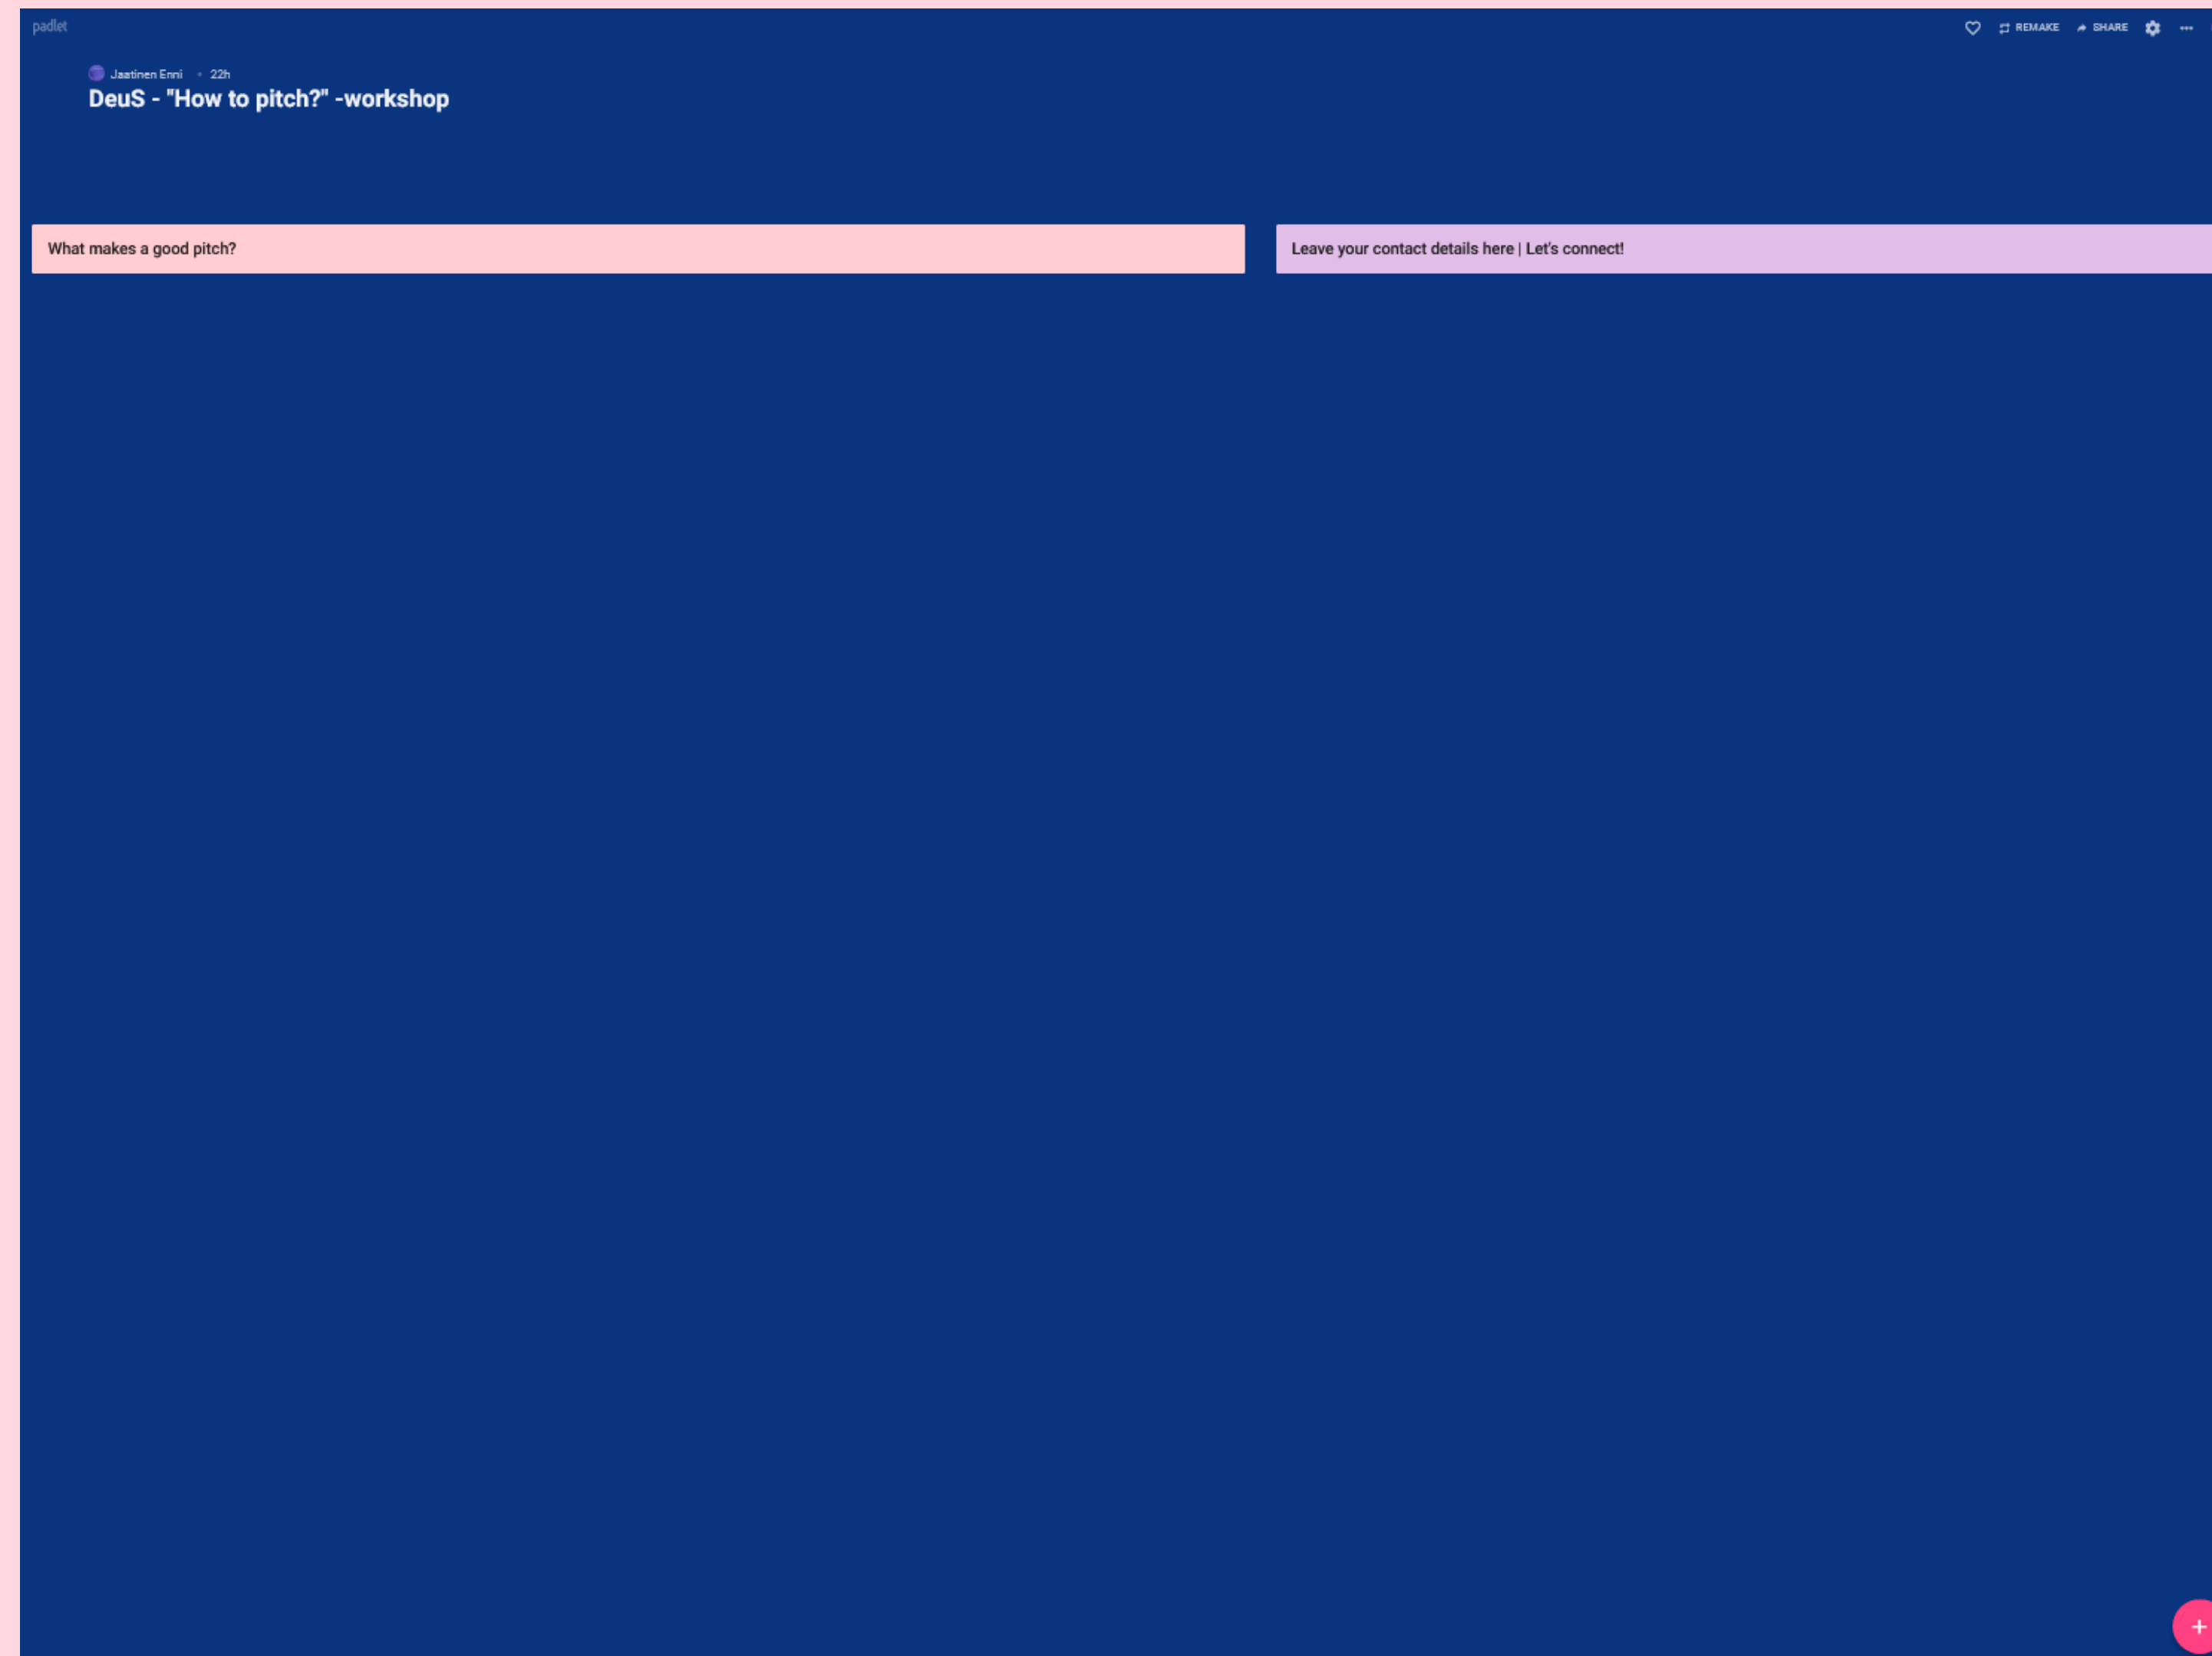 padlet
REMAKE SHARE
Jaatinen Enni • 22h
DeuS - "How to pitch?" -workshop
What makes a good pitch?
Leave your contact details here | Let's connect!